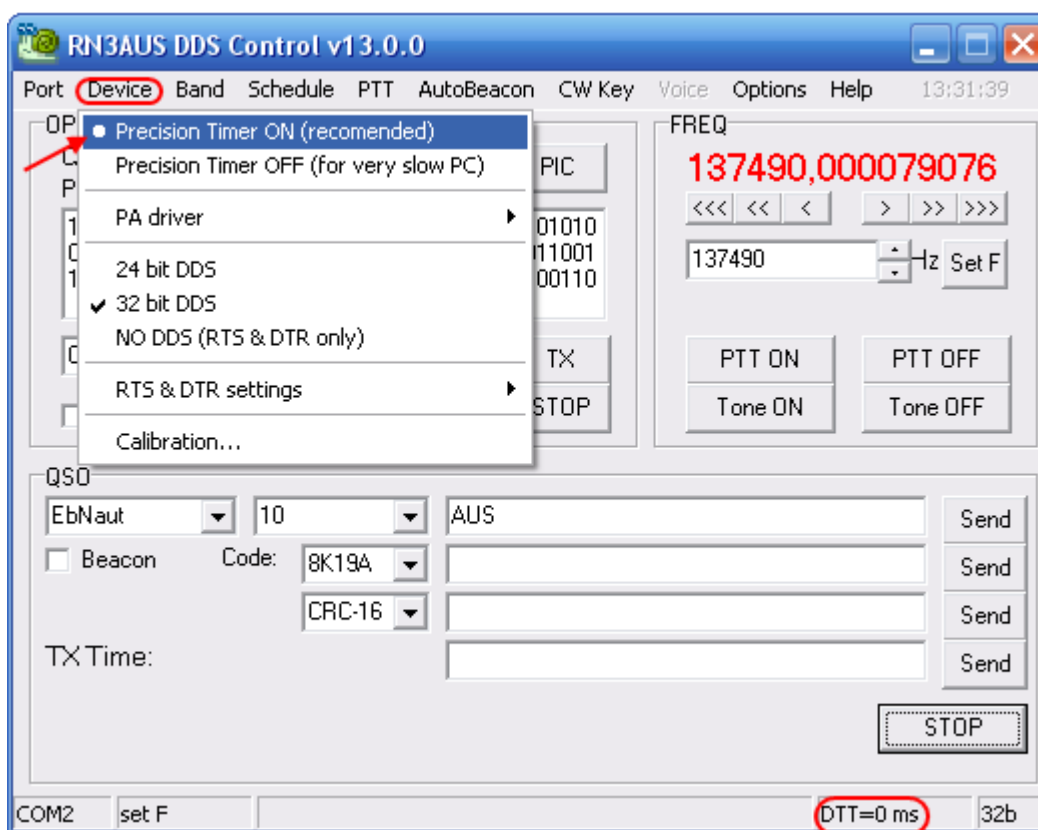 RN3AUS DDS Control v13.0.0
Port Device Band Schedule PTT AutoBeacon CW Key Voice Options Help 13:31:39
OP
Precision Timer ON (recomended)
Precision Timer OFF (for very slow PC)
PA driver
24 bit DDS
32 bit DDS
NO DDS (RTS & DTR only)
RTS & DTR settings
Calibration...
PIC
01010
11001
00110
TX
STOP
FREQ
137490,000079076
<<< << < > >> >>>
137490 Hz Set F
PTT ON PTT OFF
Tone ON Tone OFF
QSO
EbNaut 10 AUS Send
Beacon Code: 8K19A Send
CRC-16 Send
TX Time: Send
STOP
COM2 set F DTT=0 ms 32b